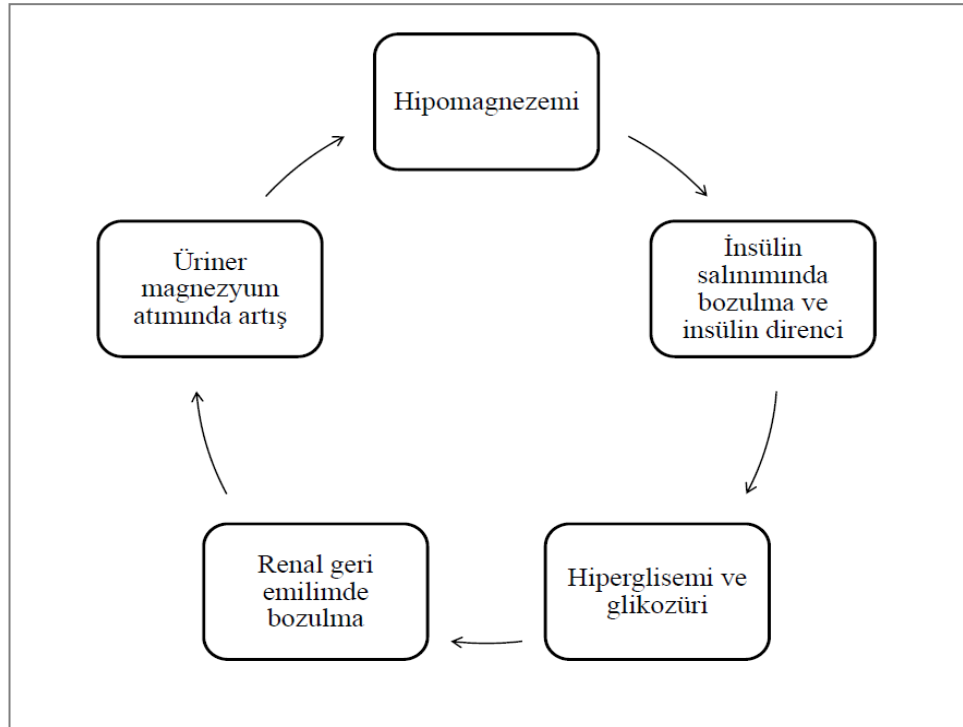 Hipomagnezemi
İnsülin
salınımında
bozulma ve
insülin direnci
Hiperglisemi ve
glikozüri
Renal geri
emilimde
bozulma
Üriner
magnezyum
atımında artış